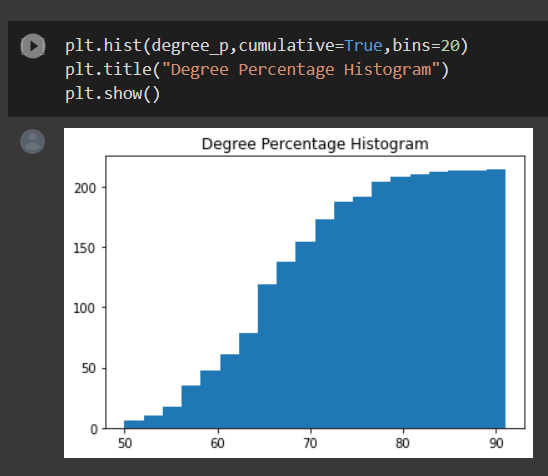 plt.hist(degree_p,cumulative=True,bins=20)
plt.title("Degree Percentage Histogram")
plt.show()
Degree Percentage Histogram
200
150
100
50
0
50 60 70 80 90